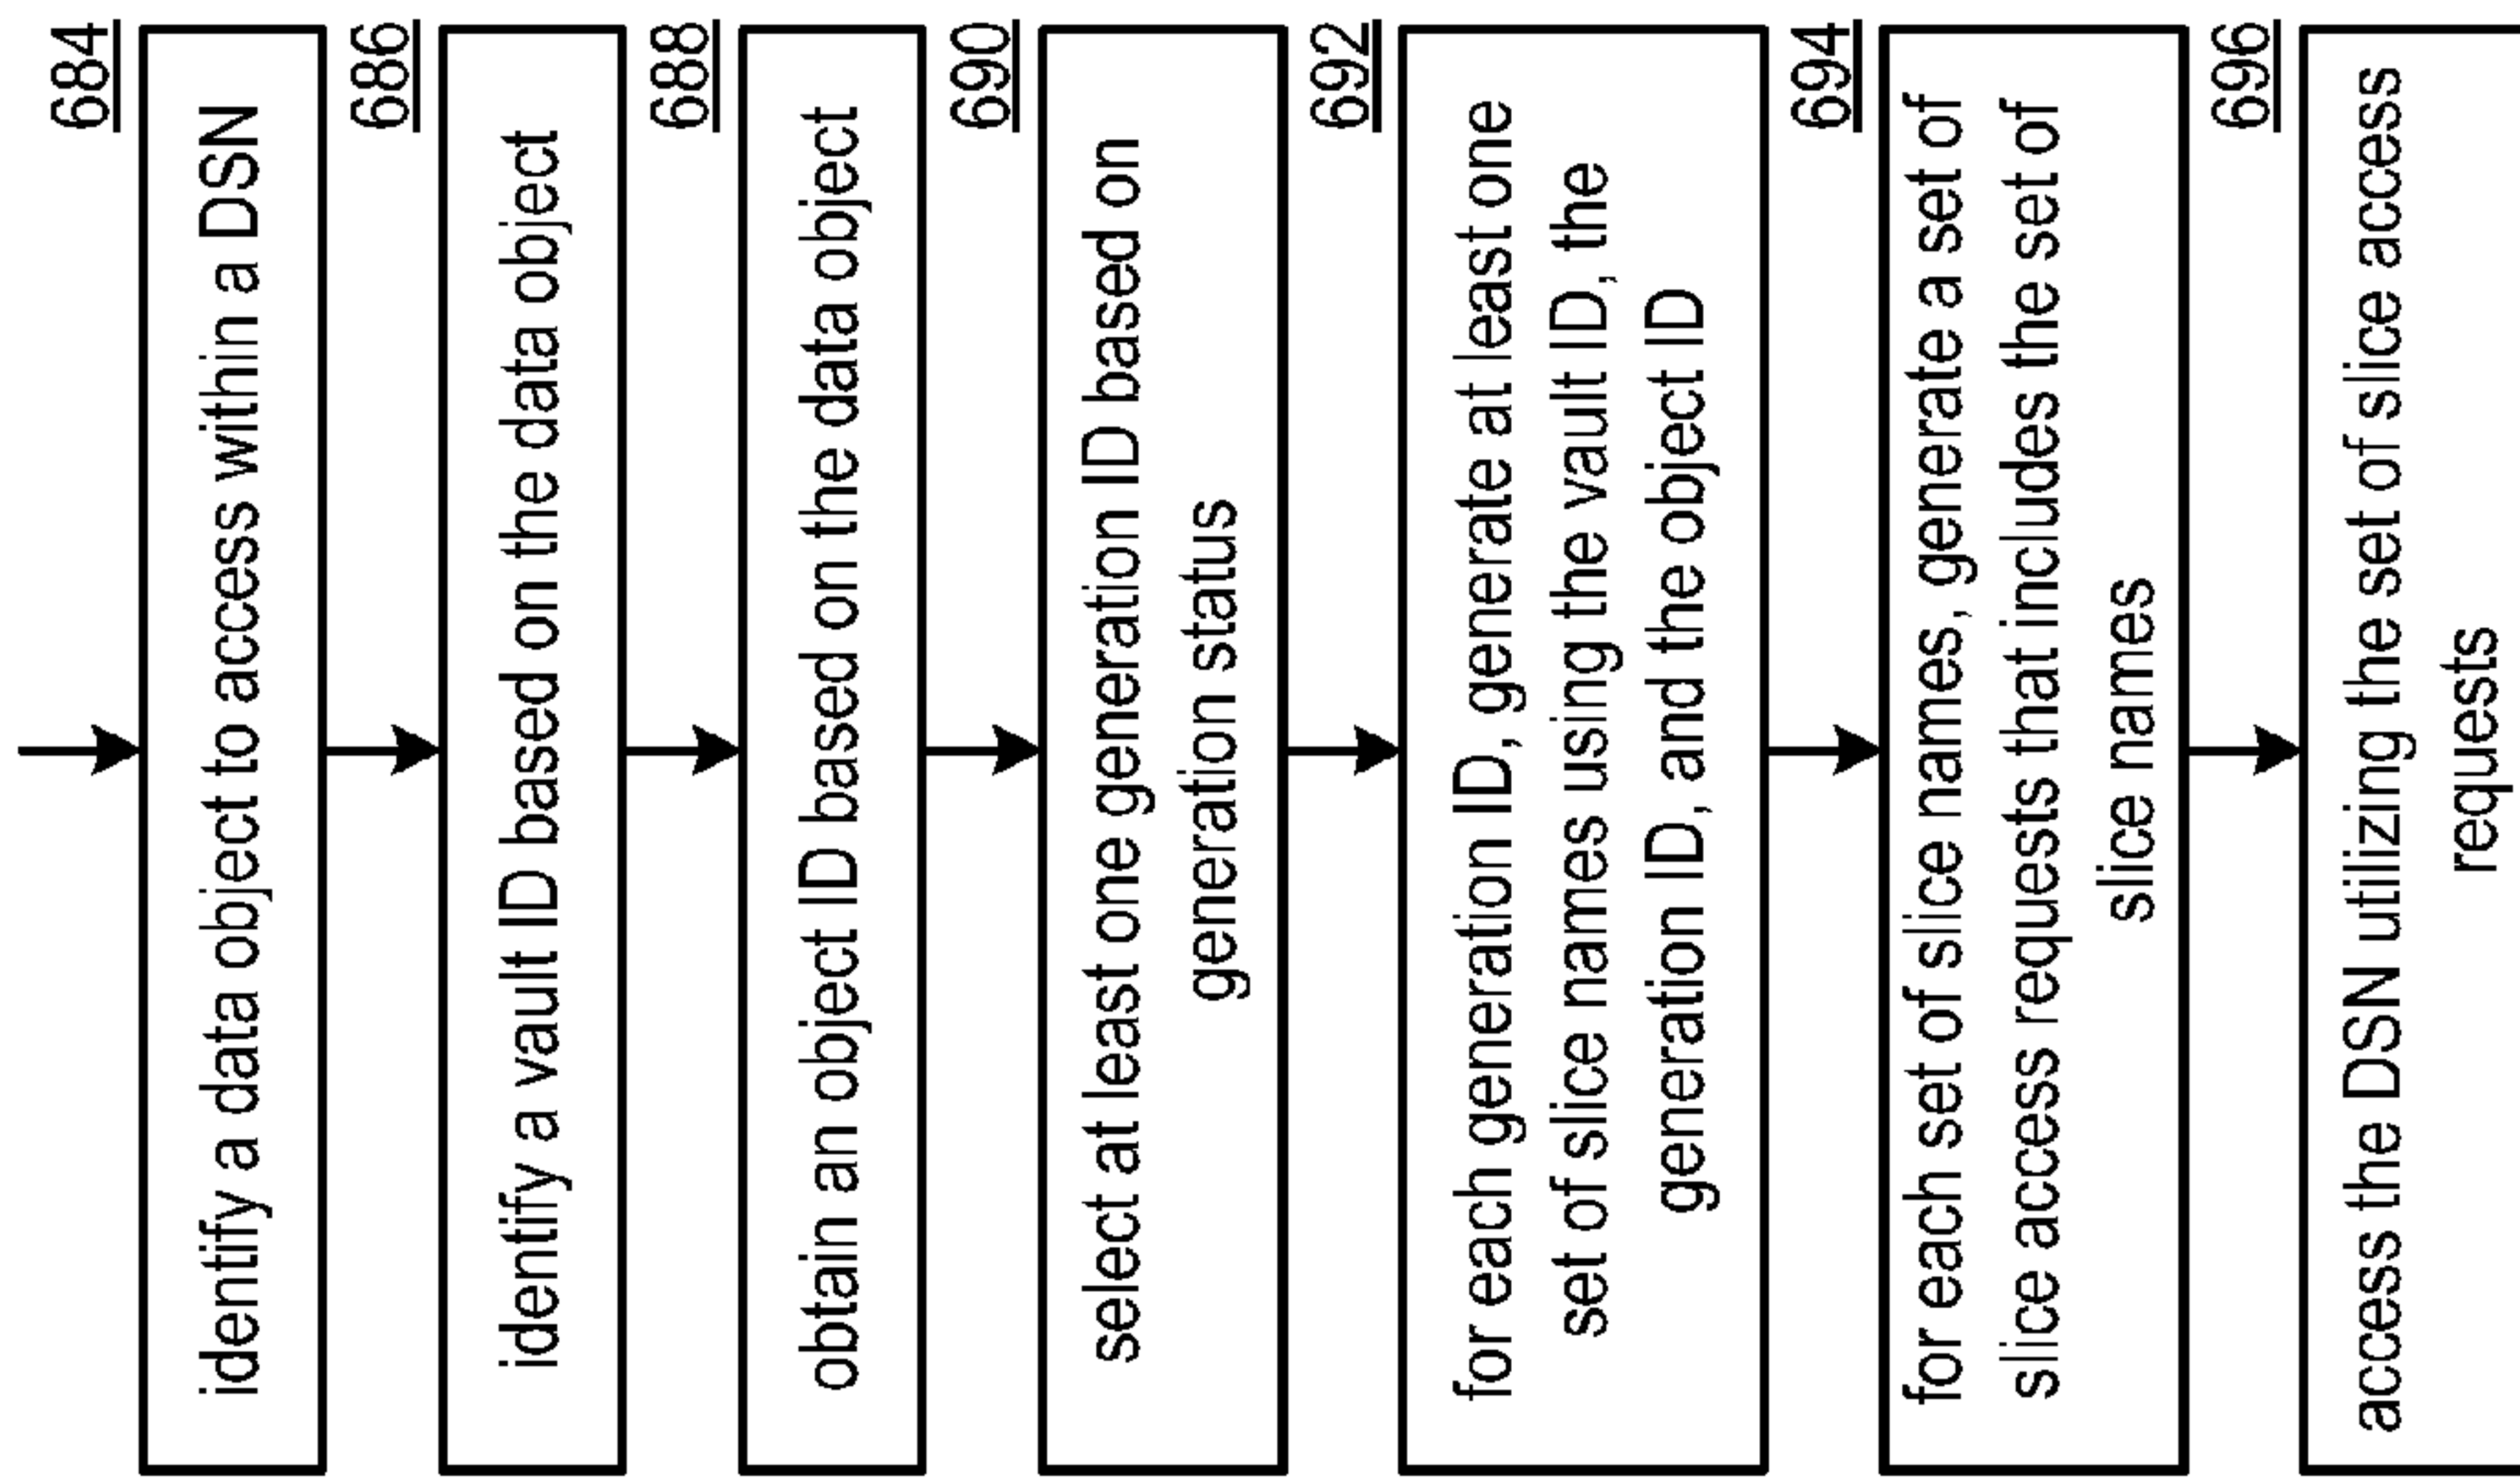 684
identify a data object to access within a DSN
686
identify a vault ID based on the data object
688
obtain an object ID based on the data object
690
select at least one generation ID based on
generation status
692
for each generation ID, generate at least one
set of slice names using the vault ID, the
generation ID, and the object ID
694
for each set of slice names, generate a set of
slice access requests that includes the set of
slice names
696
access the DSN utilizing the set of slice access
requests